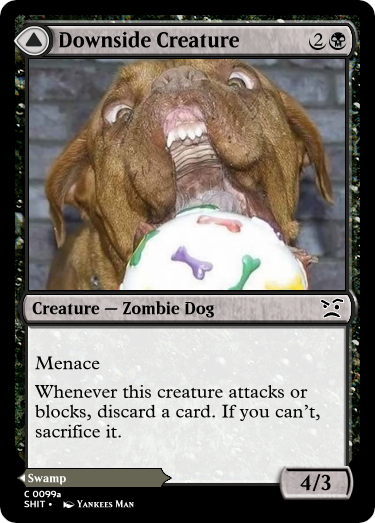 Downside Creature 2
Creature — Zombie Dog
Menace
Whenever this creature attacks or
blocks, discard a card. If you can't,
sacrifice it.
Swamp
4/3
C 0099a
SHIT • Yankees Man